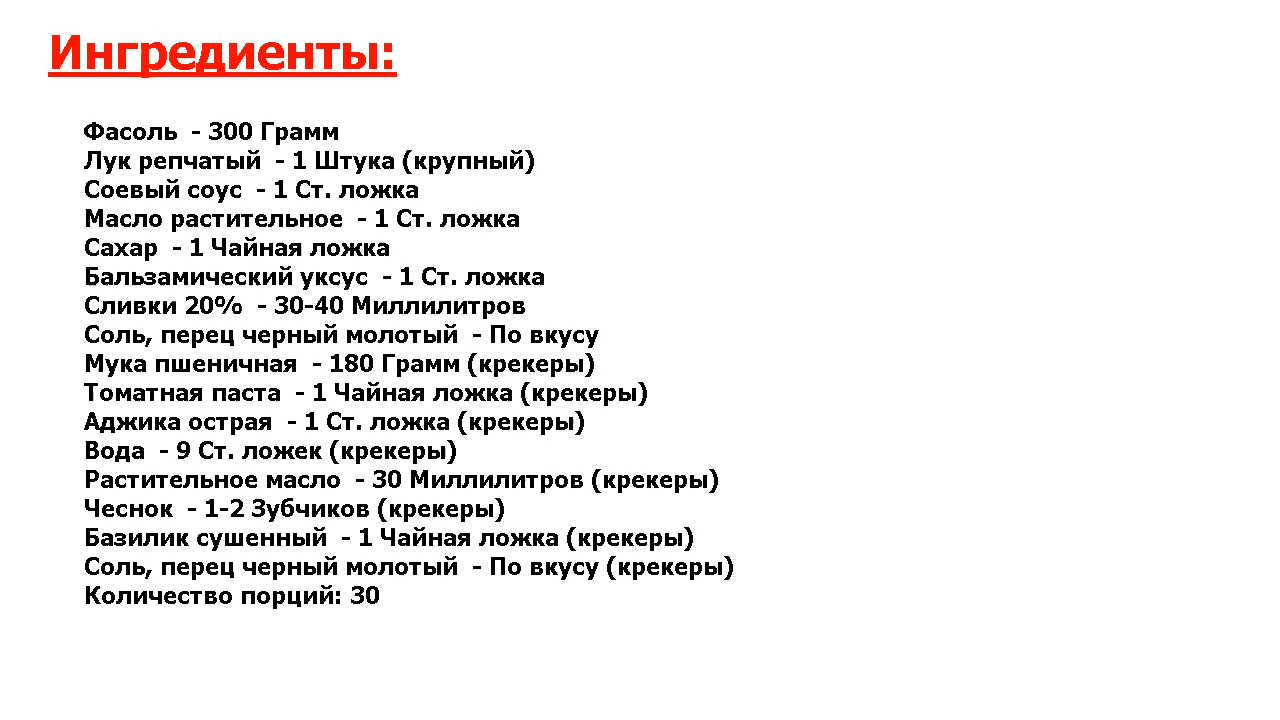 Ингредиенты:
Фасоль  - 300 Грамм
Лук репчатый  - 1 Штука (крупный)
Соевый соус  - 1 Ст. ложка
Масло растительное  - 1 Ст. ложка
Сахар  - 1 Чайная ложка
Бальзамический уксус  - 1 Ст. ложка
Сливки 20%  - 30-40 Миллилитров
Соль, перец черный молотый  - По вкусу
Мука пшеничная  - 180 Грамм (крекеры)
Томатная паста  - 1 Чайная ложка (крекеры)
Аджика острая  - 1 Ст. ложка (крекеры)
Вода  - 9 Ст. ложек (крекеры)
Растительное масло  - 30 Миллилитров (крекеры)
Чеснок  - 1-2 Зубчиков (крекеры)
Базилик сушенный  - 1 Чайная ложка (крекеры)
Соль, перец черный молотый  - По вкусу (крекеры)
Количество порций: 30